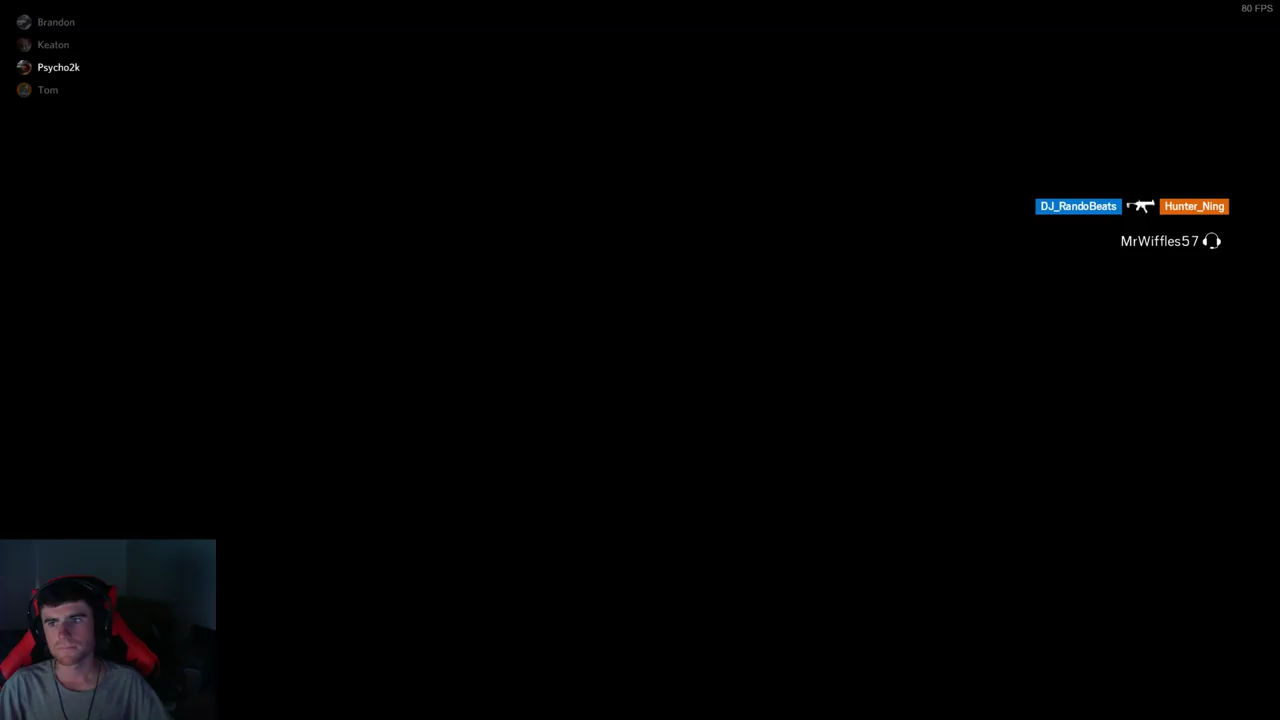 80 FPS
Brandon
Keaton
Psycho2k
Tom
DJ_RandoBeats Hunter_Ning
MrWiffles57